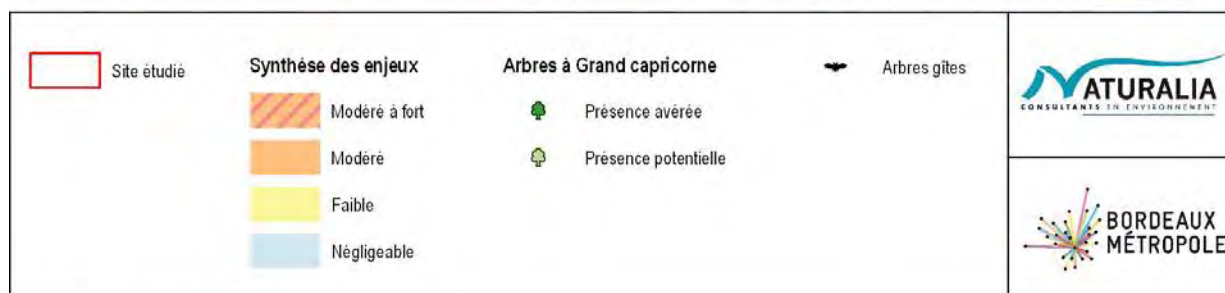 Site étudié
Synthèse des enjeux
Modéré à fort
Modéré
Faible
Négligeable
Arbres à Grand capricorne
Présence avérée
Présence potentielle
Arbres gîtes
NATURALIA
CONSULTANTS EN ENVIRONNEMENT
BORDEAUX
MÉTROPOLE